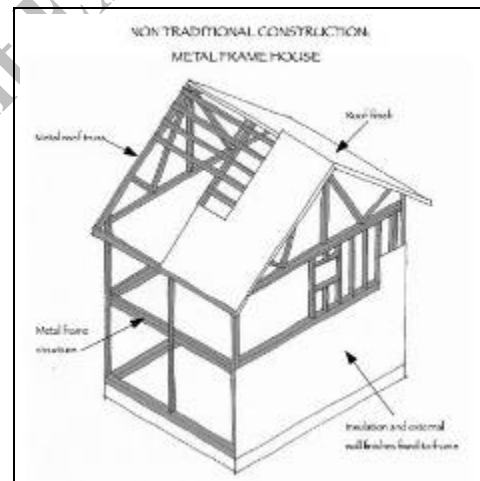 NON TRADITIONAL CONSTRUCTION:
METAL FRAME HOUSE
Roof finish
Metal roof truss
Metal frame
structure
Insulation and external
wall finishes fixed to frame